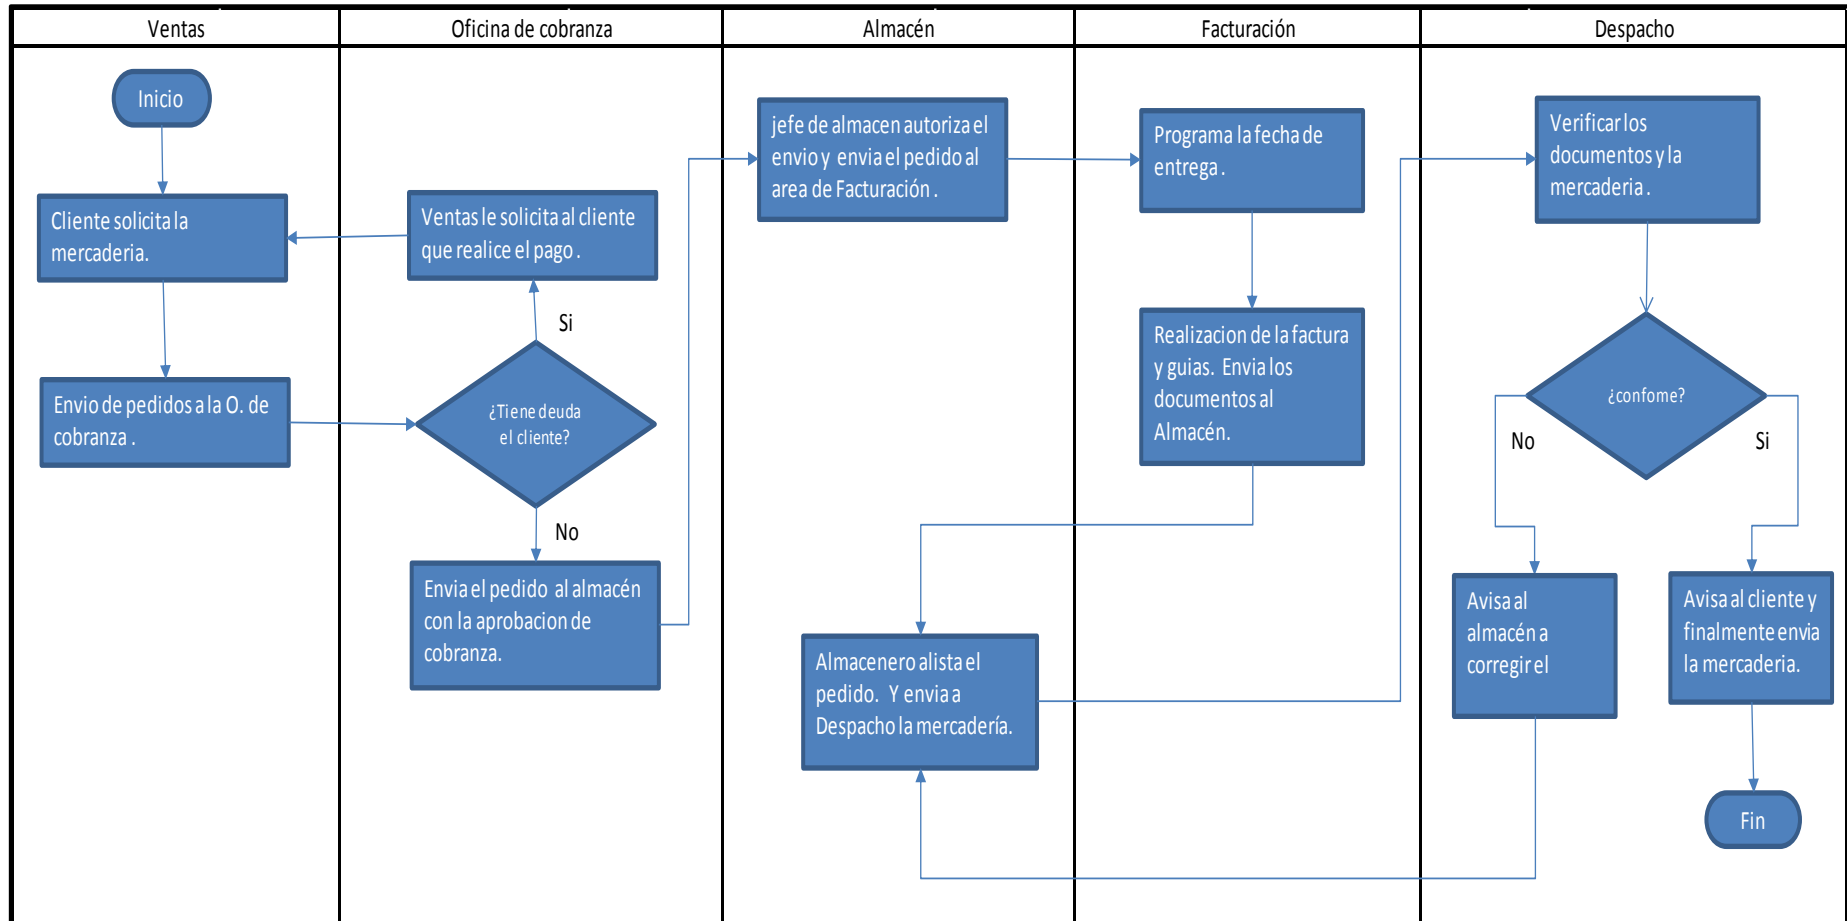 Ventas
Oficina de cobranza
Almacén
Facturación
Despacho
Inicio
Cliente solicita la
mercaderia.
Envio de pedidos a la O. de
cobranza .
Ventas le solicita al cliente
que realice el pago .
Si
¿Tiene deuda
el cliente?
No
Envia el pedido al almacén
con la aprobacion de
cobranza.
jefe de almacen autoriza el
envio y envia el pedido al
area de Facturación .
Almacenero alista el
pedido. Y envia a
Despacho la mercadería.
Programa la fecha de
entrega .
Realizacion de la factura
y guias. Envia los
documentos al
Almacén.
Verificar los
documentos y la
mercaderia .
¿confome?
No
Si
Avisa al
almacén a
corregir el
Avisa al cliente y
finalmente envia
la mercaderia.
Fin